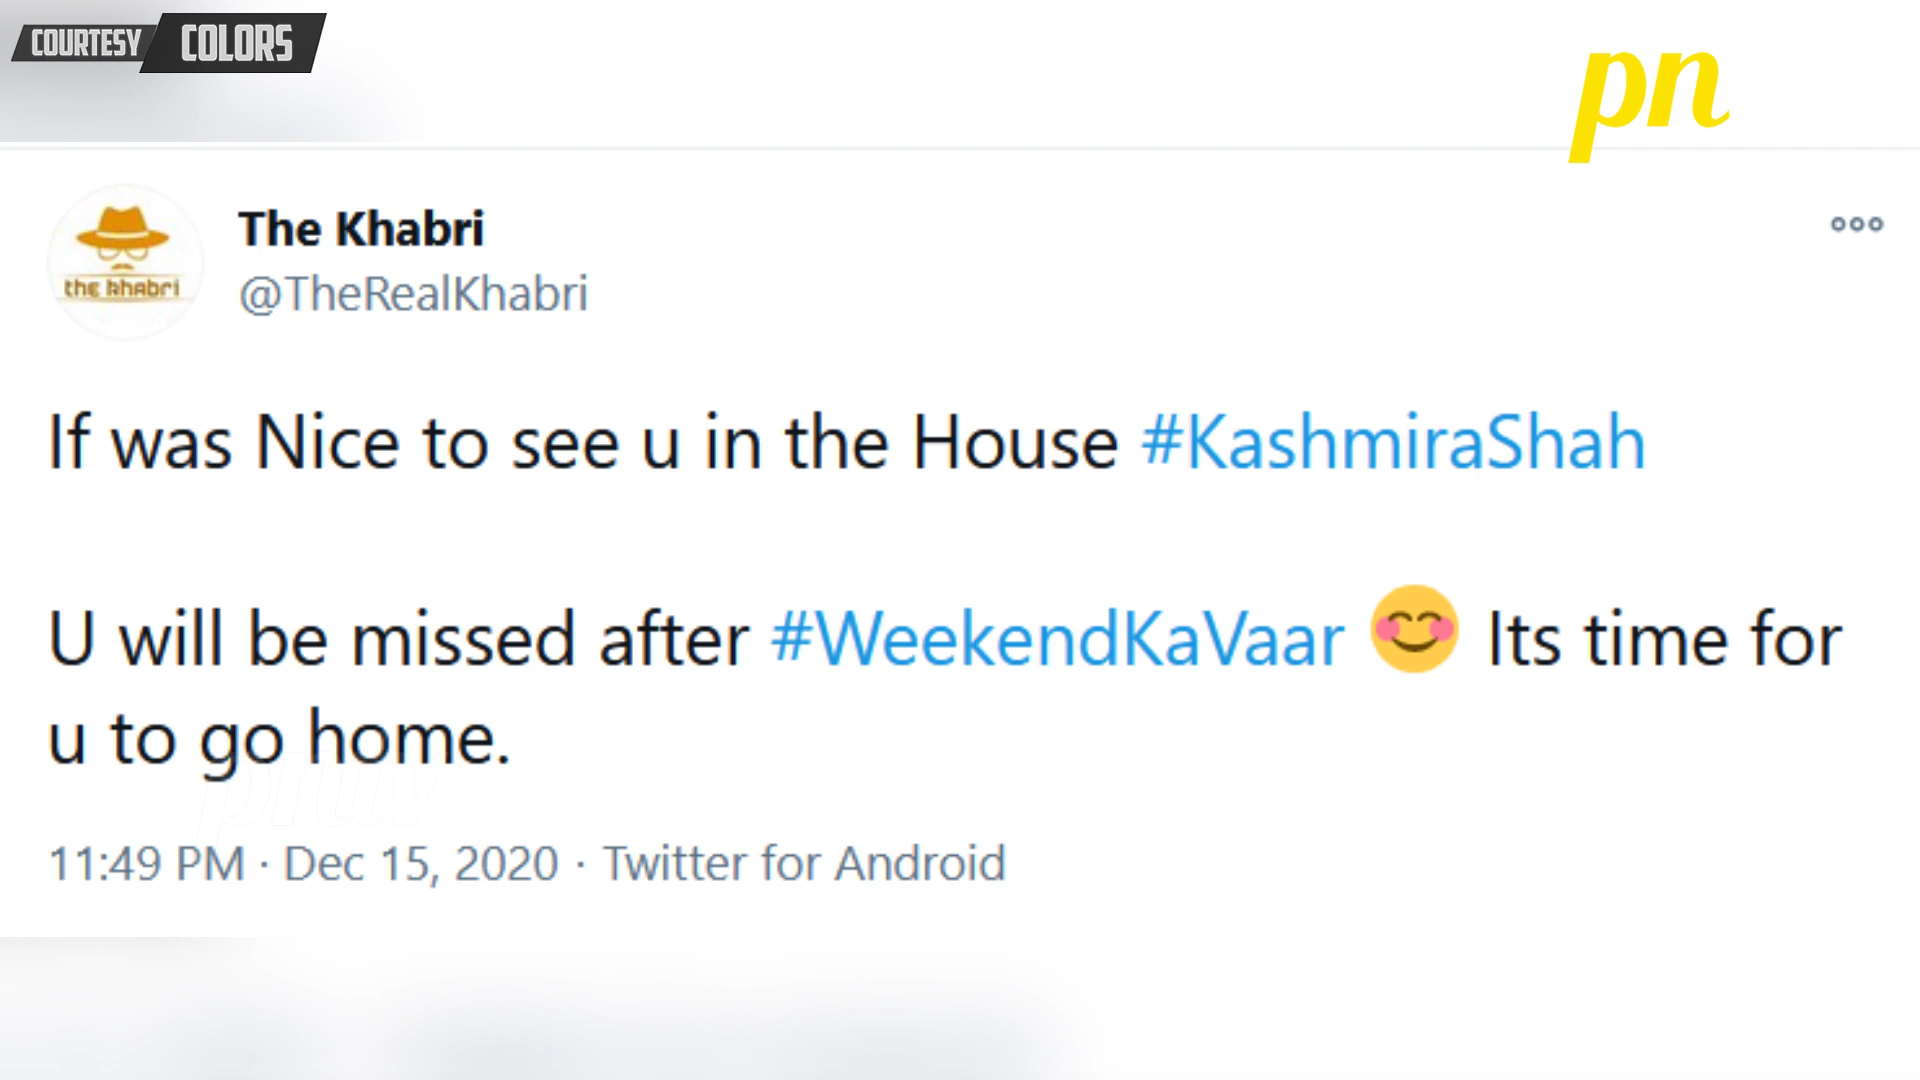 COURTESY COLORS
pn
The Khabri
@TheRealKhabri
the khabri
If was Nice to see u in the House #KashmiraShah
U will be missed after #WeekendKaVaar 😊 Its time for
u to go home.
11:49 PM · Dec 15, 2020 · Twitter for Android